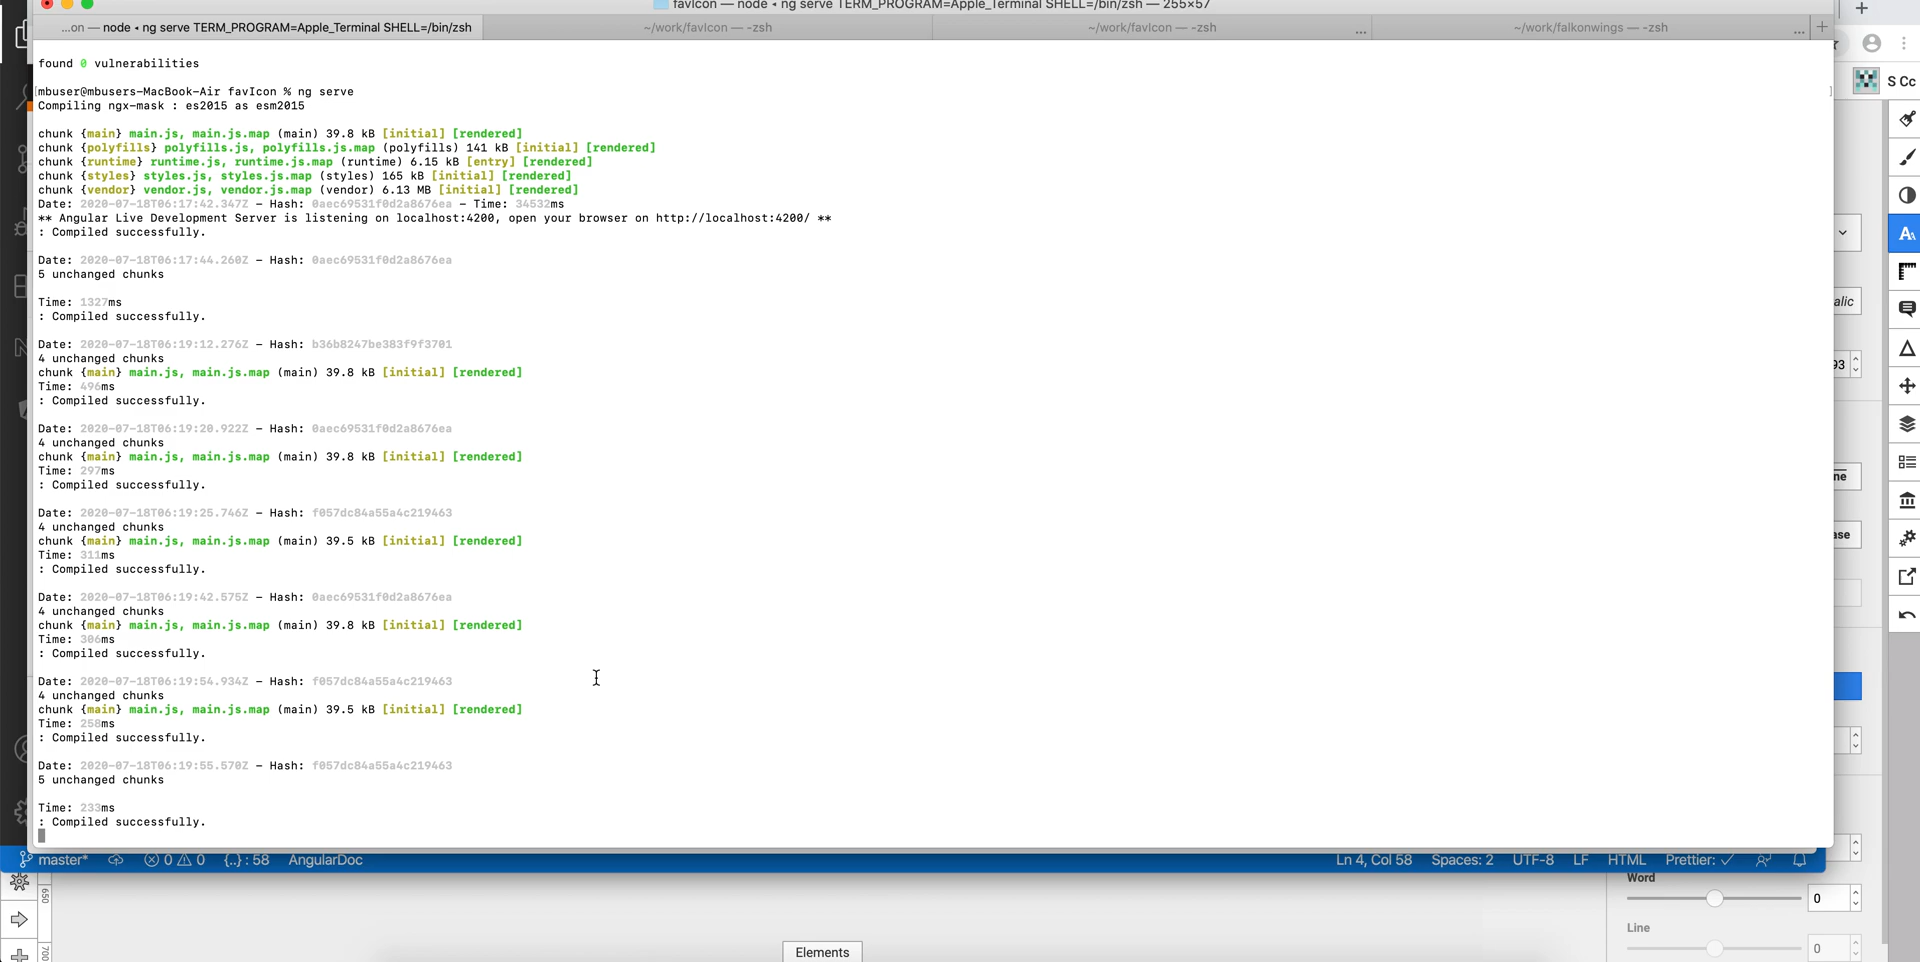 favIcon — node ◂ ng serve TERM_PROGRAM=Apple_Terminal SHELL=/bin/zsh — 255×57
...on — node ◂ ng serve TERM_PROGRAM=Apple_Terminal SHELL=/bin/zsh
~/work/favIcon — -zsh
~/work/favIcon — -zsh ...
~/work/falkonwings — -zsh ...
found 0 vulnerabilities
mbuser@mbusers-MacBook-Air favIcon % ng serve
Compiling ngx-mask : es2015 as esm2015
chunk {main} main.js, main.js.map (main) 39.8 kB [initial] [rendered]
chunk {polyfills} polyfills.js, polyfills.js.map (polyfills) 141 kB [initial] [rendered]
chunk {runtime} runtime.js, runtime.js.map (runtime) 6.15 kB [entry] [rendered]
chunk {styles} styles.js, styles.js.map (styles) 165 kB [initial] [rendered]
chunk {vendor} vendor.js, vendor.js.map (vendor) 6.13 MB [initial] [rendered]
Date: 2020-07-18T06:17:42.347Z - Hash: 0aec69531f0d2a8676ea - Time: 34532ms
** Angular Live Development Server is listening on localhost:4200, open your browser on http://localhost:4200/ **
: Compiled successfully.
Date: 2020-07-18T06:17:44.260Z - Hash: 0aec69531f0d2a8676ea
5 unchanged chunks
Time: 1327ms
: Compiled successfully.
Date: 2020-07-18T06:19:12.276Z - Hash: b36b8247be383f9f3701
4 unchanged chunks
chunk {main} main.js, main.js.map (main) 39.8 kB [initial] [rendered]
Time: 496ms
: Compiled successfully.
Date: 2020-07-18T06:19:20.922Z - Hash: 0aec69531f0d2a8676ea
4 unchanged chunks
chunk {main} main.js, main.js.map (main) 39.8 kB [initial] [rendered]
Time: 297ms
: Compiled successfully.
Date: 2020-07-18T06:19:25.746Z - Hash: f057dc84a55a4c219463
4 unchanged chunks
chunk {main} main.js, main.js.map (main) 39.5 kB [initial] [rendered]
Time: 311ms
: Compiled successfully.
Date: 2020-07-18T06:19:42.575Z - Hash: 0aec69531f0d2a8676ea
4 unchanged chunks
chunk {main} main.js, main.js.map (main) 39.8 kB [initial] [rendered]
Time: 306ms
: Compiled successfully.
Date: 2020-07-18T06:19:54.934Z - Hash: f057dc84a55a4c219463
4 unchanged chunks
chunk {main} main.js, main.js.map (main) 39.5 kB [initial] [rendered]
Time: 258ms
: Compiled successfully.
Date: 2020-07-18T06:19:55.570Z - Hash: f057dc84a55a4c219463
5 unchanged chunks
Time: 233ms
: Compiled successfully.
master* 0 0 {..} : 58 AngularDoc Ln 4, Col 58 Spaces: 2 UTF-8 LF HTML Prettier: ✓
S Cc
alic
93
ne
ase
Word
0
Line
0
650
700
Elements